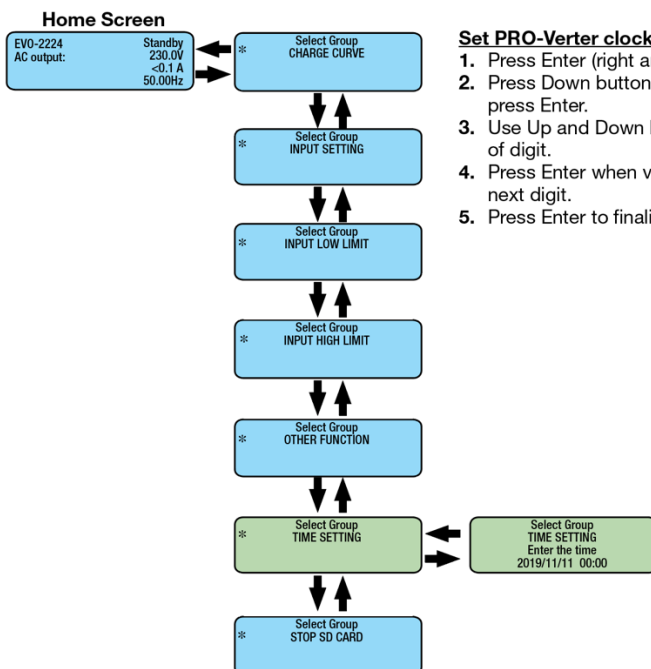 Home Screen
EVO-2224 Standby
AC output: 230.0V
<0.1 A
50.00Hz
Select Group
* CHARGE CURVE
Select Group
* INPUT SETTING
Select Group
* INPUT LOW LIMIT
Select Group
* INPUT HIGH LIMIT
Select Group
* OTHER FUNCTION
Select Group
* TIME SETTING
Select Group
TIME SETTING
Enter the time
2019/11/11 00:00
Select Group
* STOP SD CARD
Set PRO-Verter clock
1. Press Enter (right
2. Press Down button
press Enter.
3. Use Up and Down
of digit.
4. Press Enter when
next digit.
5. Press Enter to